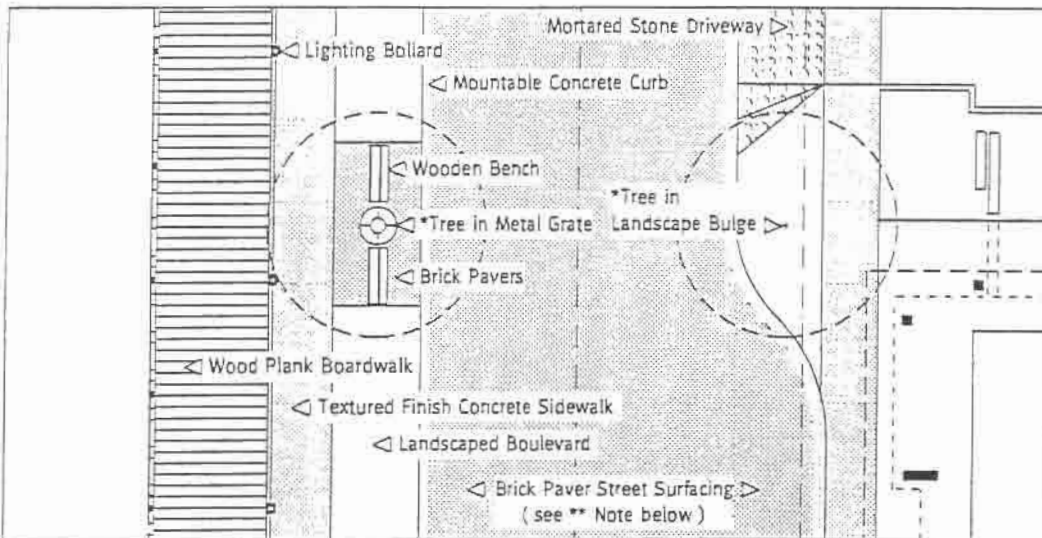 Mortared Stone Driveway
Lighting Bollard
Mountable Concrete Curb
Wooden Bench
*Tree in
Landscape Bulge
*Tree in Metal Grate
Brick Pavers
Wood Plank Boardwalk
Textured Finish Concrete Sidewalk
Landscaped Boulevard
Brick Paver Street Surfacing
( see ** Note below )